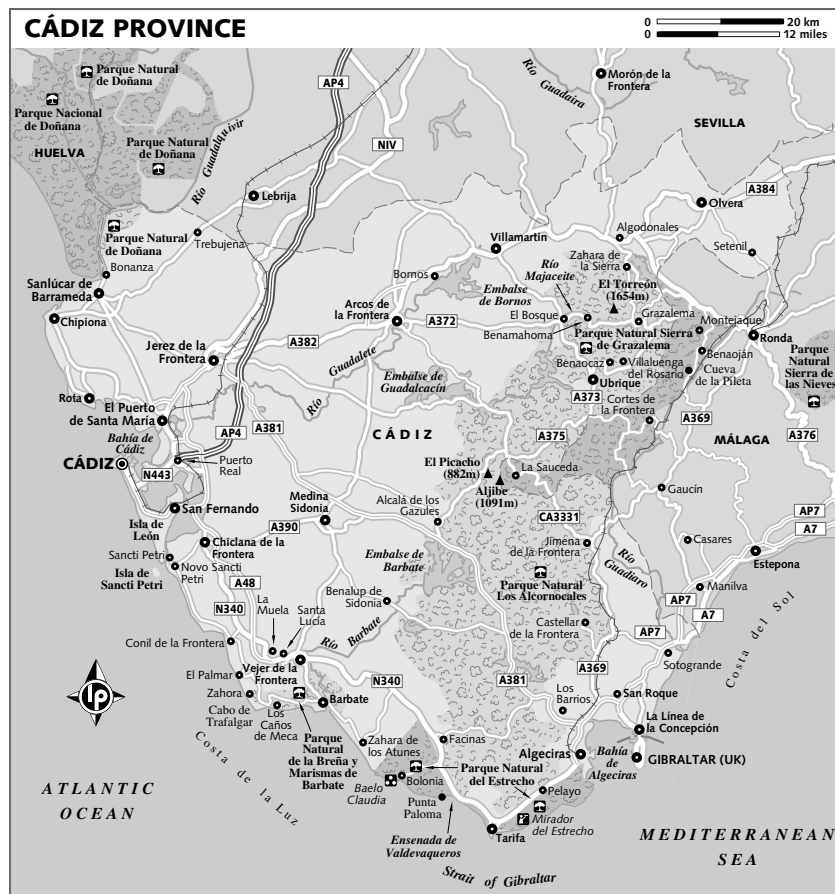 CÁDIZ PROVINCE
0 20 km
0 12 miles
Parque Natural
de Doñana
Parque Nacional
de Doñana
HUELVA
Parque Natural
de Doñana
Río Guadalquivir
AP4
NIV
Río Guadaira
Morón de la
Frontera
SEVILLA
Lebrija
Trebujena
Parque Natural
de Doñana
Bonanza
Sanlúcar de
Barrameda
Chipiona
A384
Olvera
Algodonales
Setenil
Villamartín
Zahara de
la Sierra
Bornos
Embalse
de Bornos
Río
Majaceite
El Torreón
(1654m)
Arcos de
la Frontera
A372
El Bosque
Benamahoma
Grazalema
Montejaque
Ronda
Parque Natural Sierra
de Grazalema
Benaoján
Parque
Natural
Sierra de
las Nieves
A382
Jerez de la
Frontera
Río Guadalete
Embalse de
Guadalcacín
Benaocaz
Villaluenga
del Rosario
Cueva
de la Pileta
Ubrique
A373
Cortes de
la Frontera
A369
Rota
El Puerto
de Santa María
Bahía de
Cádiz
AP4
A381
CÁDIZ
A375
MÁLAGA
A376
CÁDIZ
N443
Puerto
Real
El Picacho
(882m)
Aljibe
(1091m)
La Sauceda
Gaucín
San Fernando
Isla de
León
Medina
Sidonia
Alcalá de los
Gazules
CA3331
AP7
A7
A390
Chiclana de la
Frontera
Sancti Petri
Novo Sancti
Petri
Isla de
Sancti Petri
Embalse de
Barbate
Jimena
de la Frontera
Río
Guadiaro
Casares
Estepona
A48
Parque Natural
Los Alcornocales
Manilva
N340
La
Muela
Santa
Lucía
Benalup de
Sidonia
Río Barbate
Castellar
de la Frontera
AP7
A7
AP7
Costa del Sol
Conil de la Frontera
Vejer de la
Frontera
N340
A381
A369
Sotogrande
El Palmar
Zahora
Cabo de
Trafalgar
Los
Caños
de Meca
Barbate
Los
Barrios
San Roque
lp
Parque
Natural
de la Breña y
Marismas de
Barbate
Zahara de
los Atunes
Facinas
La Línea de
la Concepción
Algeciras
Bahía
de
Algeciras
GIBRALTAR (UK)
Costa de la Luz
Parque Natural
del Estrecho
Baelo
Claudia
Bolonia
Punta
Paloma
Pelayo
Mirador
del Estrecho
Ensenada de
Valdevaqueros
Tarifa
ATLANTIC
OCEAN
MEDITERRANEAN
SEA
Strait of Gibraltar